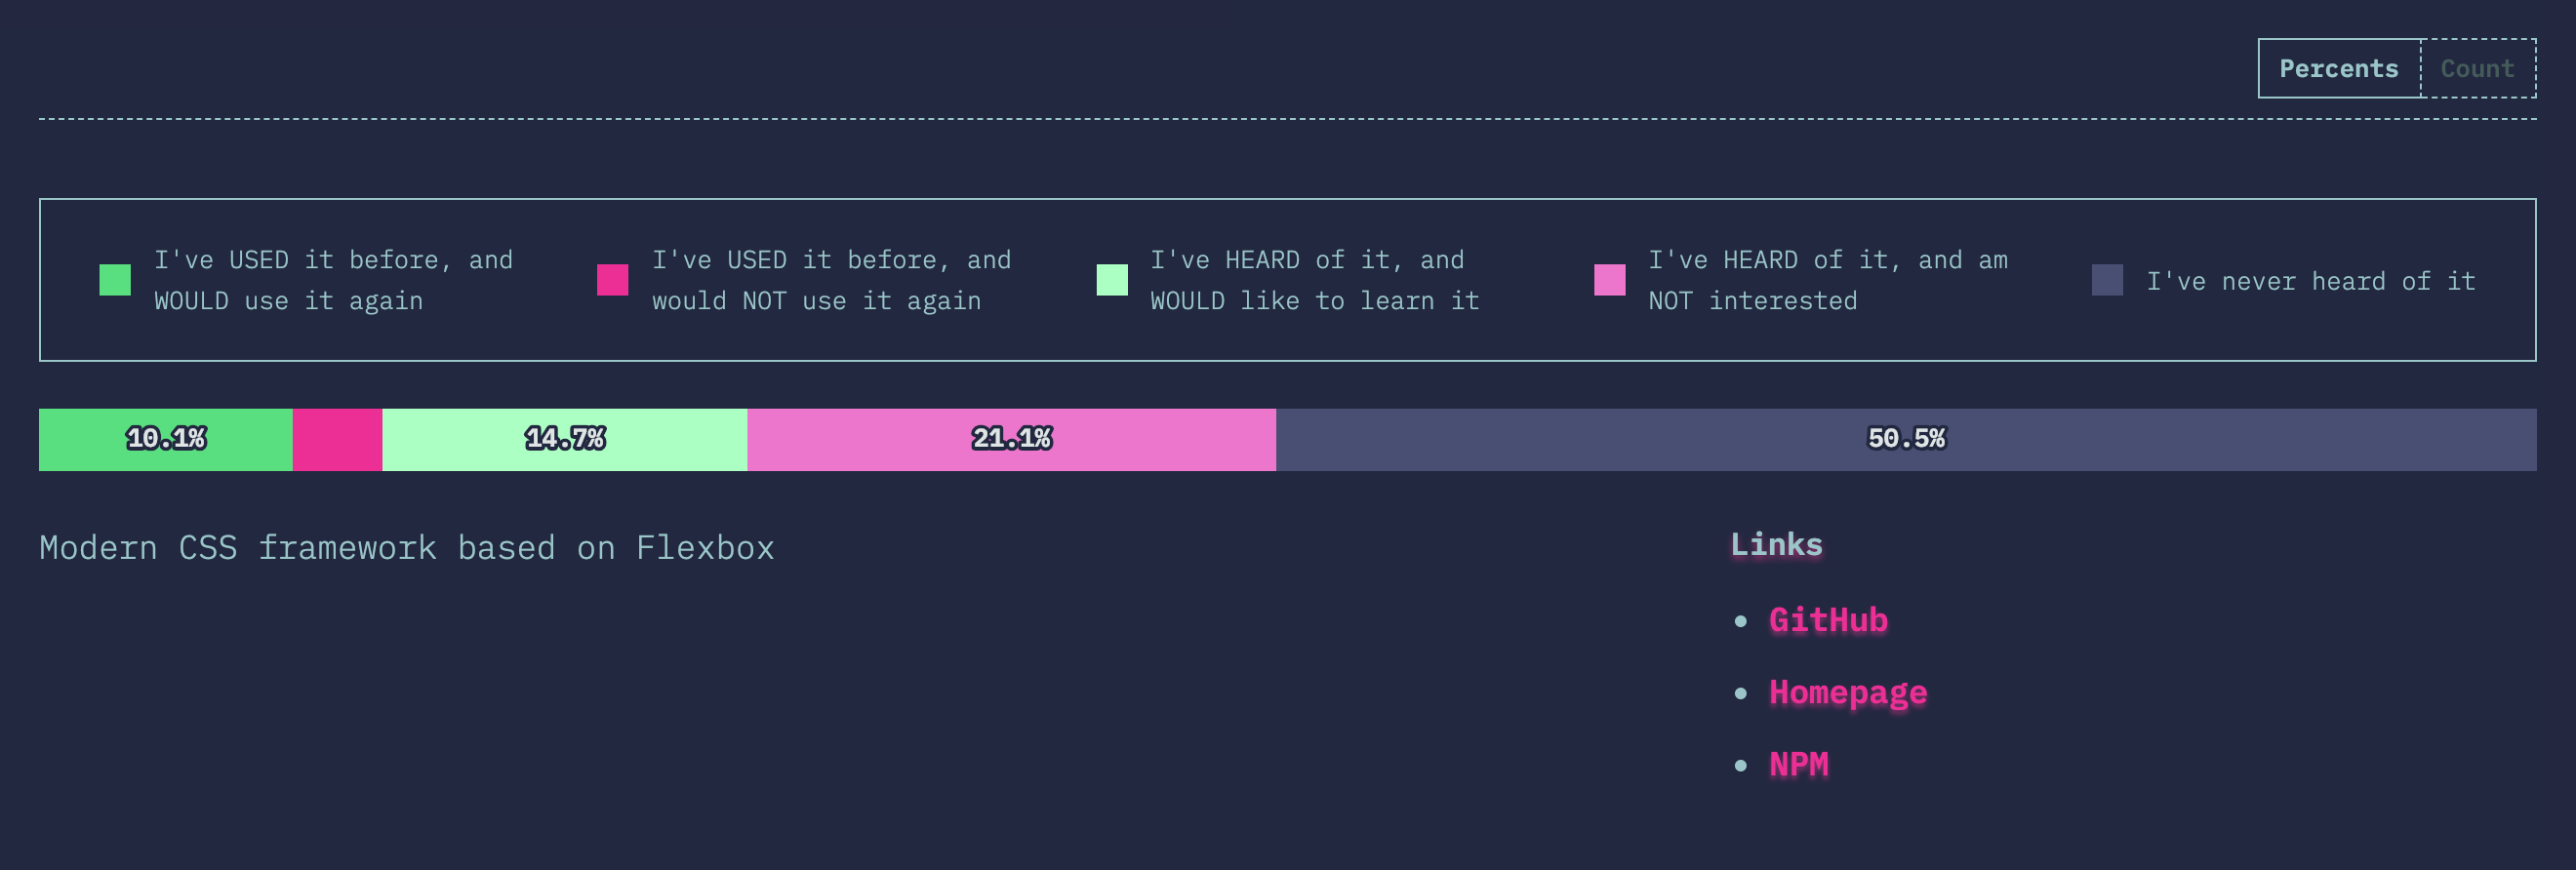 Percents Count
I've USED it before, and
WOULD use it again
I've USED it before, and
would NOT use it again
I've HEARD of it, and
WOULD like to learn it
I've HEARD of it, and am
NOT interested
I've never heard of it
10.1% 14.7% 21.1% 50.5%
Modern CSS framework based on Flexbox
Links
GitHub
Homepage
NPM